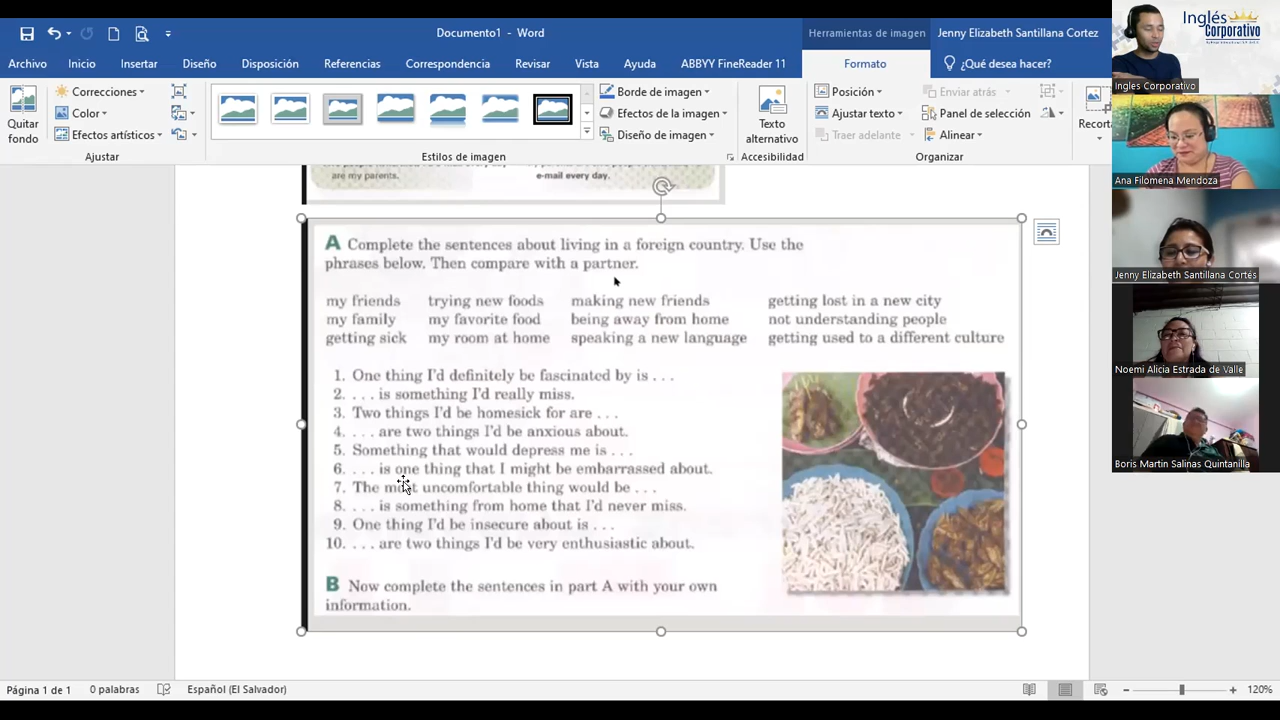 Documento1 - Word
Herramientas de imagen
Jenny Elizabeth Santillana Cortez
Archivo Inicio Insertar Diseño Disposición Referencias Correspondencia Revisar Vista Ayuda ABBYY FineReader 11 Formato ¿Qué desea hacer?
Quitar fondo
Correcciones
Color
Efectos artísticos
Ajustar
Estilos de imagen
Borde de imagen
Efectos de la imagen
Diseño de imagen
Texto alternativo
Accesibilidad
Posición
Ajustar texto
Traer adelante
Enviar atrás
Panel de selección
Alinear
Organizar
are my parents.
e-mail every day.
A Complete the sentences about living in a foreign country. Use the
phrases below. Then compare with a partner.
my friends trying new foods making new friends getting lost in a new city
my family my favorite food being away from home not understanding people
getting sick my room at home speaking a new language getting used to a different culture
1. One thing I'd definitely be fascinated by is . . .
2. . . . is something I'd really miss.
3. Two things I'd be homesick for are . . .
4. . . . are two things I'd be anxious about.
5. Something that would depress me is . . .
6. . . . is one thing that I might be embarrassed about.
7. The most uncomfortable thing would be . . .
8. . . . is something from home that I'd never miss.
9. One thing I'd be insecure about is . . .
10. . . . are two things I'd be very enthusiastic about.
B Now complete the sentences in part A with your own
information.
Página 1 de 1 0 palabras Español (El Salvador) 120%
Inglés
Corporativo
Ingles Corporativo
Ana Filomena Mendoza
Jenny Elizabeth Santillana Cortés
Noemi Alicia Estrada de Valle
Boris Martin Salinas Quintanilla